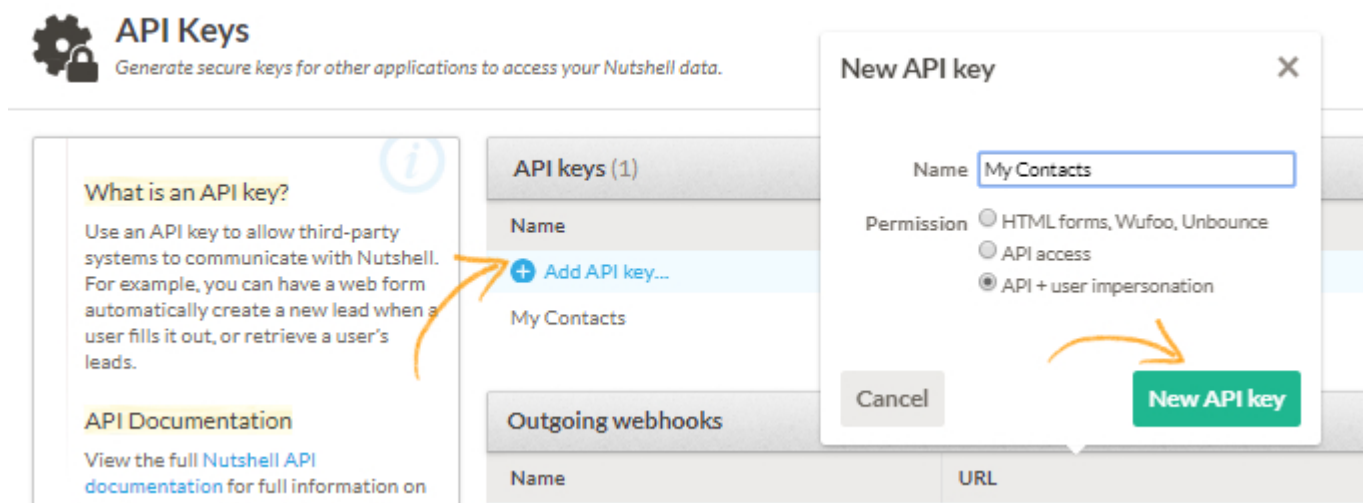 API Keys
Generate secure keys for other applications to access your Nutshell data.
What is an API key?
Use an API key to allow third-party
systems to communicate with Nutshell.
For example, you can have a web form
automatically create a new lead when a
user fills it out, or retrieve a user's
leads.
API Documentation
View the full Nutshell API
documentation for full information on
API keys (1)
Name
Add API key...
My Contacts
Outgoing webhooks
Name
URL
New API key
Name My Contacts
Permission HTML forms, Wufoo, Unbounce
API access
API + user impersonation
Cancel
New API key